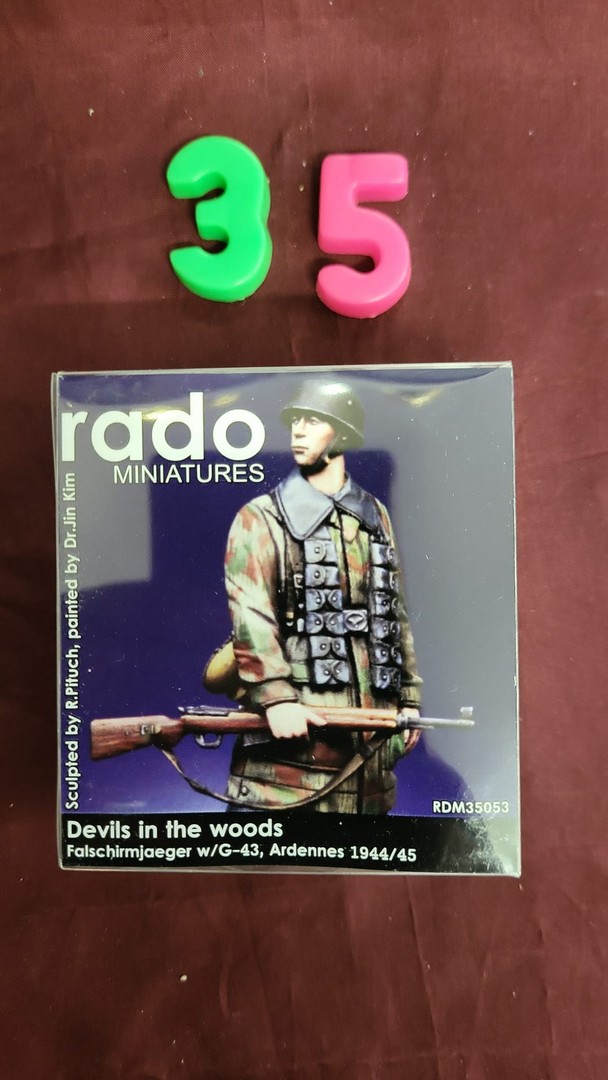 3 5
rado
MINIATURES
Sculpted by R.Pituch, painted by Dr.Jin Kim
RDM35053
Devils in the woods
Falschirmjaeger w/G-43, Ardennes 1944/45